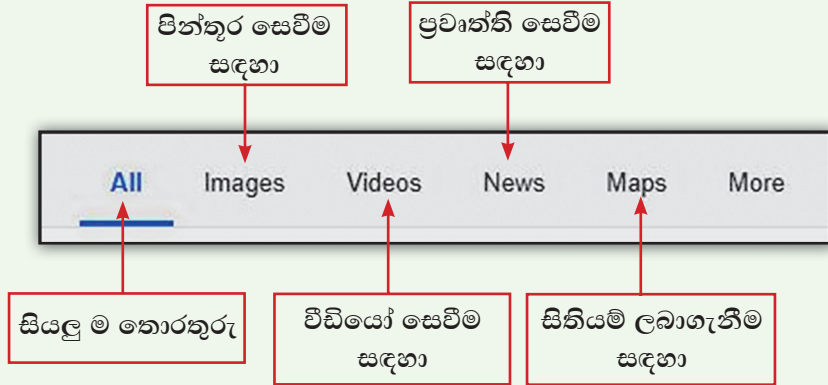 පින්තූර සෙවීම
සඳහා
ප්‍රවෘත්ති සෙවීම
සඳහා
All Images Videos News Maps More
සියලු ම තොරතුරු
වීඩියෝ සෙවීම
සඳහා
සිතියම් ලබාගැනීම
සඳහා